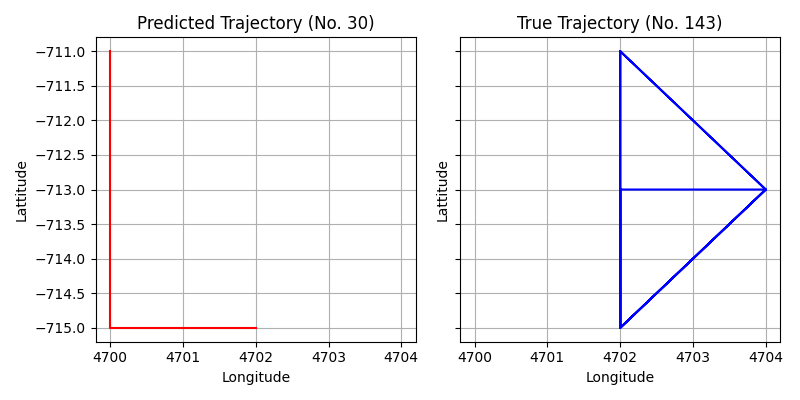 Predicted Trajectory (No. 30)
True Trajectory (No. 143)
−711.0
−711.5
−712.0
−712.5
−713.0
−713.5
−714.0
−714.5
−715.0
Lattitude
Lattitude
4700 4701 4702 4703 4704
4700 4701 4702 4703 4704
Longitude
Longitude